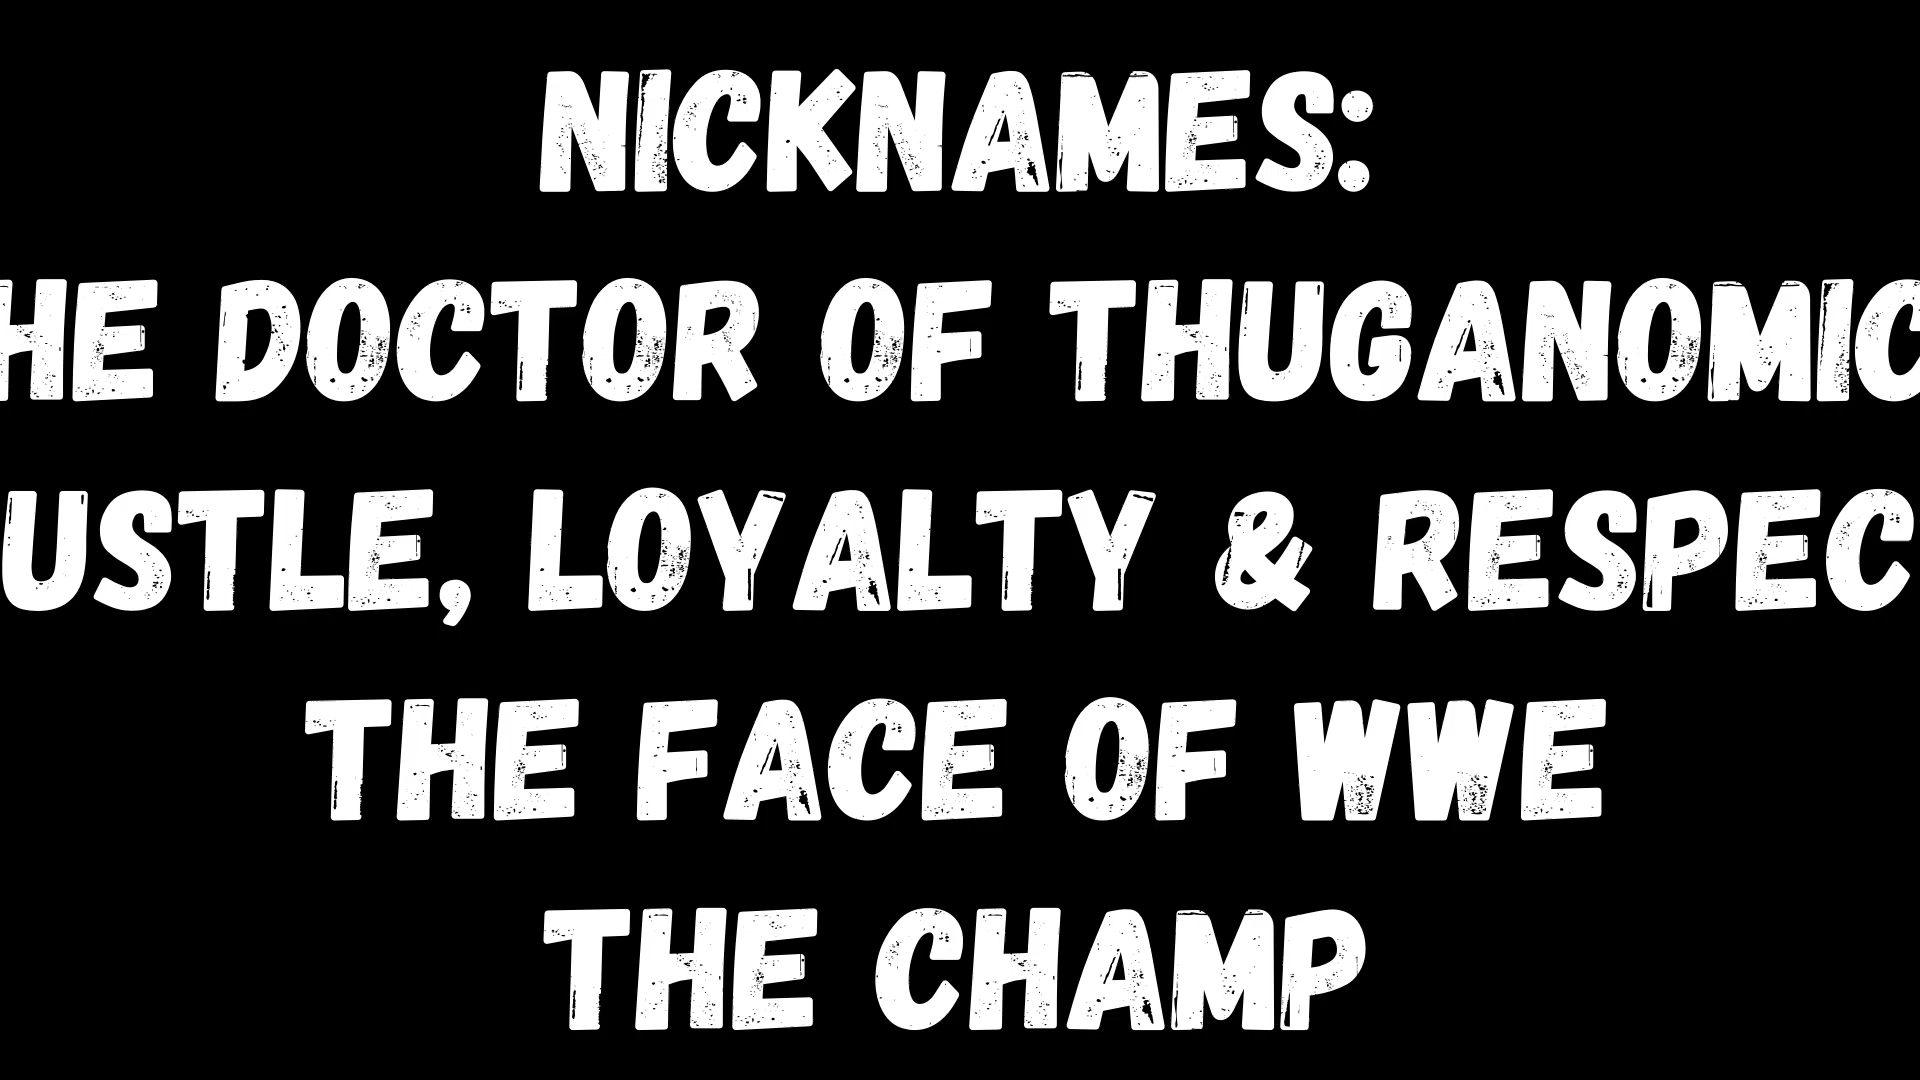 NICKNAMES:
HE DOCTOR OF THUGANOMIC
USTLE, LOYALTY & RESPEC
THE FACE OF WWE
THE CHAMP